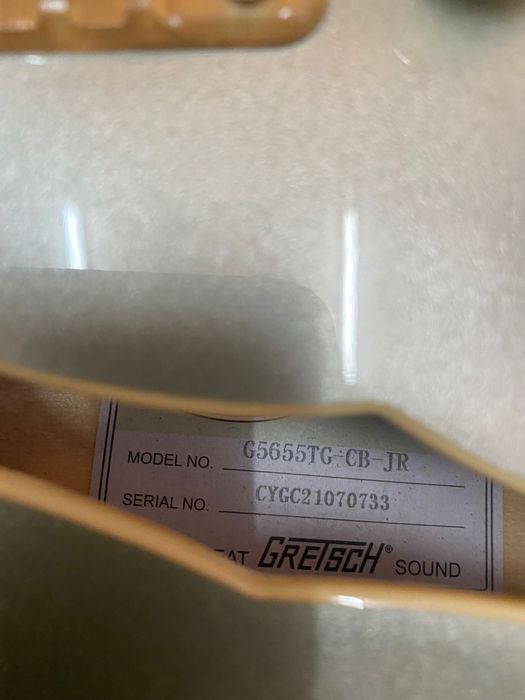 MODEL NO. G5655TG-CB-JR
SERIAL NO. CYGC21070733
GRETSCH® SOUND